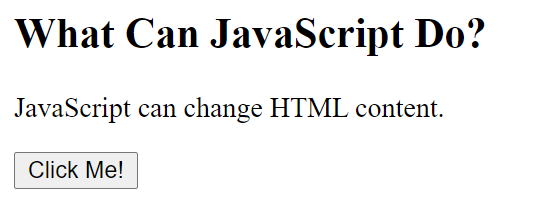 What Can JavaScript Do?
JavaScript can change HTML content.
Click Me!